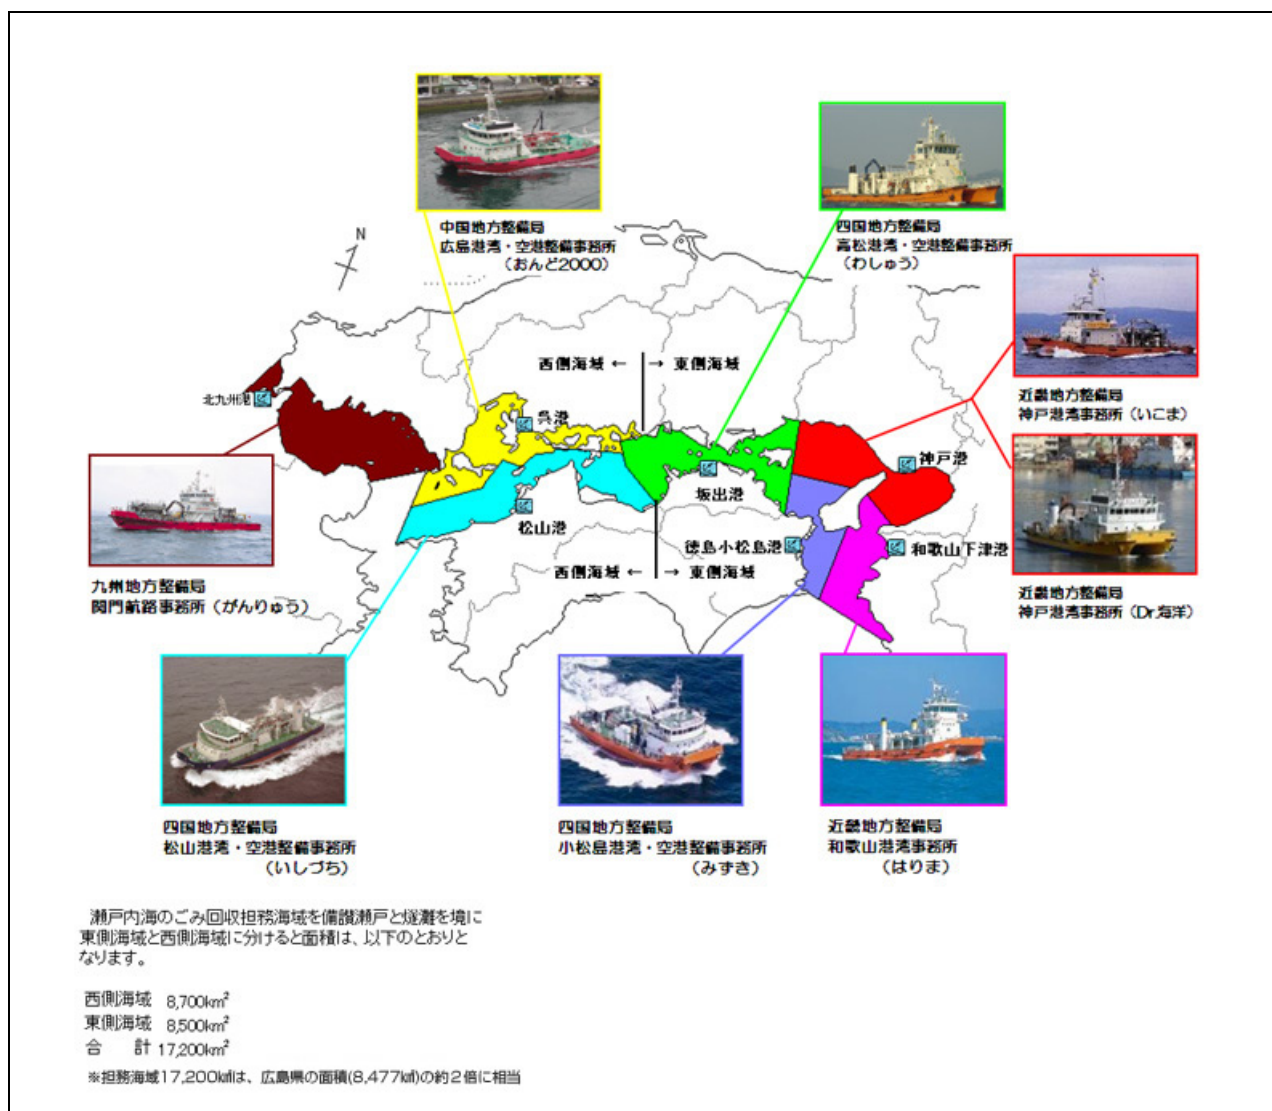 中国地方整備局
広島港湾・空港整備事務所
（おんど2000）
四国地方整備局
高松港湾・空港整備事務所
（わしゅう）
N
近畿地方整備局
神戸港湾事務所（いこま）
西側海域 ←
→ 東側海域
北九州港
呉港
神戸港
坂出港
松山港
徳島小松島港
和歌山下津港
西側海域 ←
→ 東側海域
九州地方整備局
関門航路事務所（がんりゅう）
近畿地方整備局
神戸港湾事務所（Dr.海洋）
四国地方整備局
松山港湾・空港整備事務所
（いしづち）
四国地方整備局
小松島港湾・空港整備事務所
（みずき）
近畿地方整備局
和歌山港湾事務所
（はりま）
瀬戸内海のごみ回収担務海域を備讃瀬戸と燧灘を境に
東側海域と西側海域に分けると面積は、以下のとおりと
なります。
西側海域 8,700km²
東側海域 8,500km²
合 計 17,200km²
※担務海域17,200k㎡は、広島県の面積(8,477k㎡)の約２倍に相当